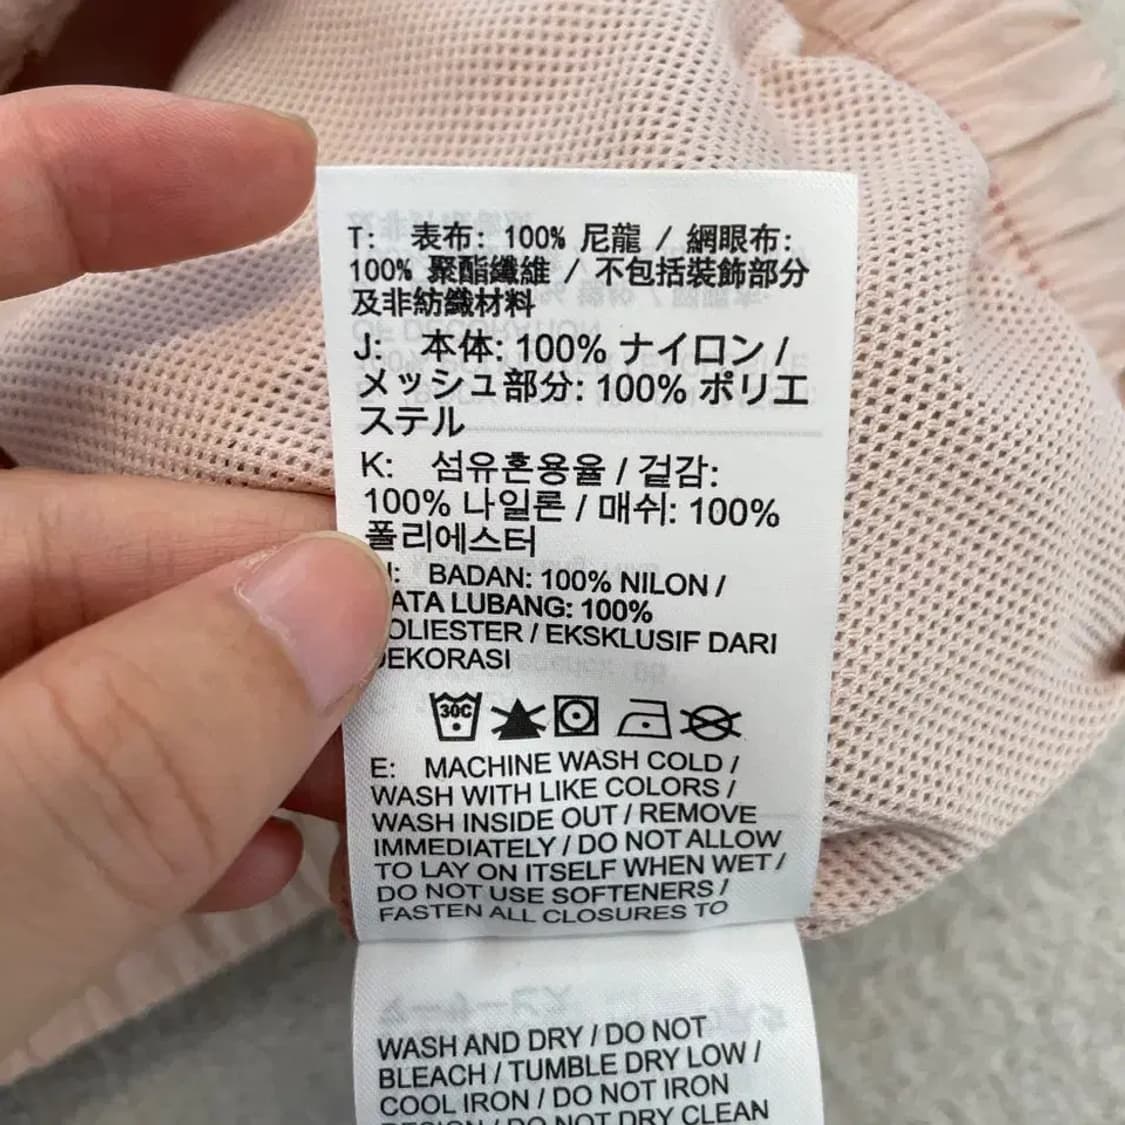 T: 表布: 100% 尼龍 / 網眼布:
100% 聚酯纖維 / 不包括裝飾部分
及非紡織材料
J: 本体: 100% ナイロン /
メッシュ部分: 100% ポリエ
ステル
K: 섬유혼용율 / 겉감:
100% 나일론 / 매쉬: 100%
폴리에스터
: BADAN: 100% NILON /
ATA LUBANG: 100%
OLIESTER / EKSKLUSIF DARI
EKORASI
30C
E: MACHINE WASH COLD /
WASH WITH LIKE COLORS /
WASH INSIDE OUT / REMOVE
IMMEDIATELY / DO NOT ALLOW
TO LAY ON ITSELF WHEN WET /
DO NOT USE SOFTENERS /
FASTEN ALL CLOSURES TO
WASH AND DRY / DO NOT
BLEACH / TUMBLE DRY LOW /
COOL IRON / DO NOT IRON
DESIGN / DO NOT DRY CLEAN